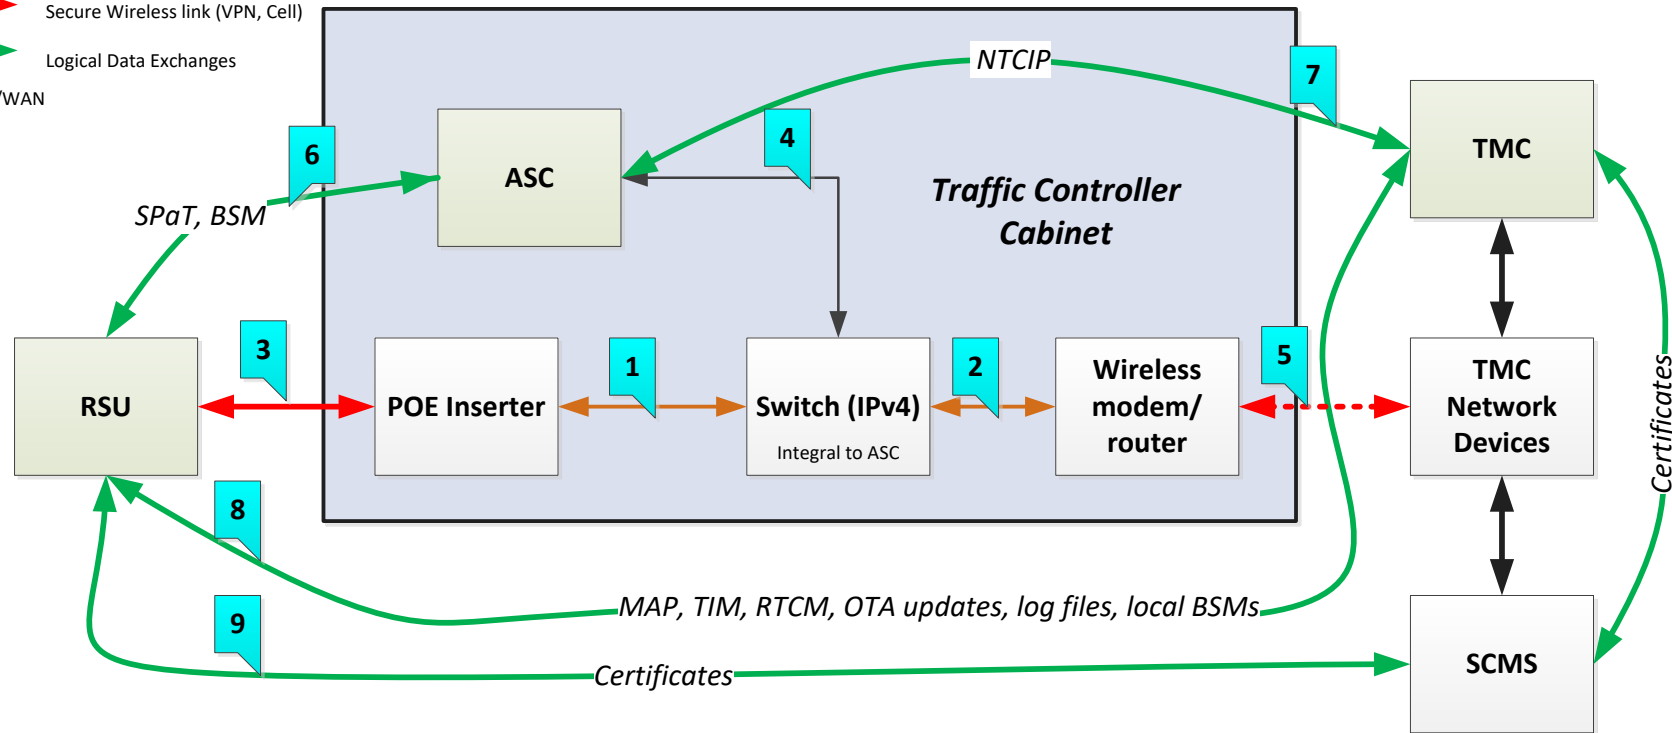 Secure Wireless link (VPN, Cell)
Logical Data Exchanges
/WAN
NTCIP
7
6
4
ASC
TMC
SPaT, BSM
Traffic Controller
Cabinet
3
1
2
5
RSU
POE Inserter
Switch (IPv4)
Integral to ASC
Wireless
modem/
router
TMC
Network
Devices
Certificates
8
MAP, TIM, RTCM, OTA updates, log files, local BSMs
9
Certificates
SCMS